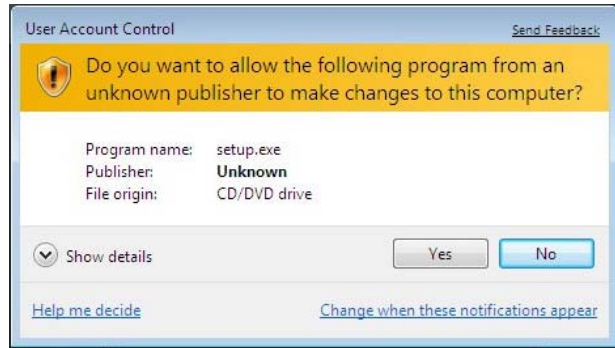 User Account Control
Send Feedback
Do you want to allow the following program from an
unknown publisher to make changes to this computer?
Program name: setup.exe
Publisher: Unknown
File origin: CD/DVD drive
Show details
Yes
No
Help me decide
Change when these notifications appear